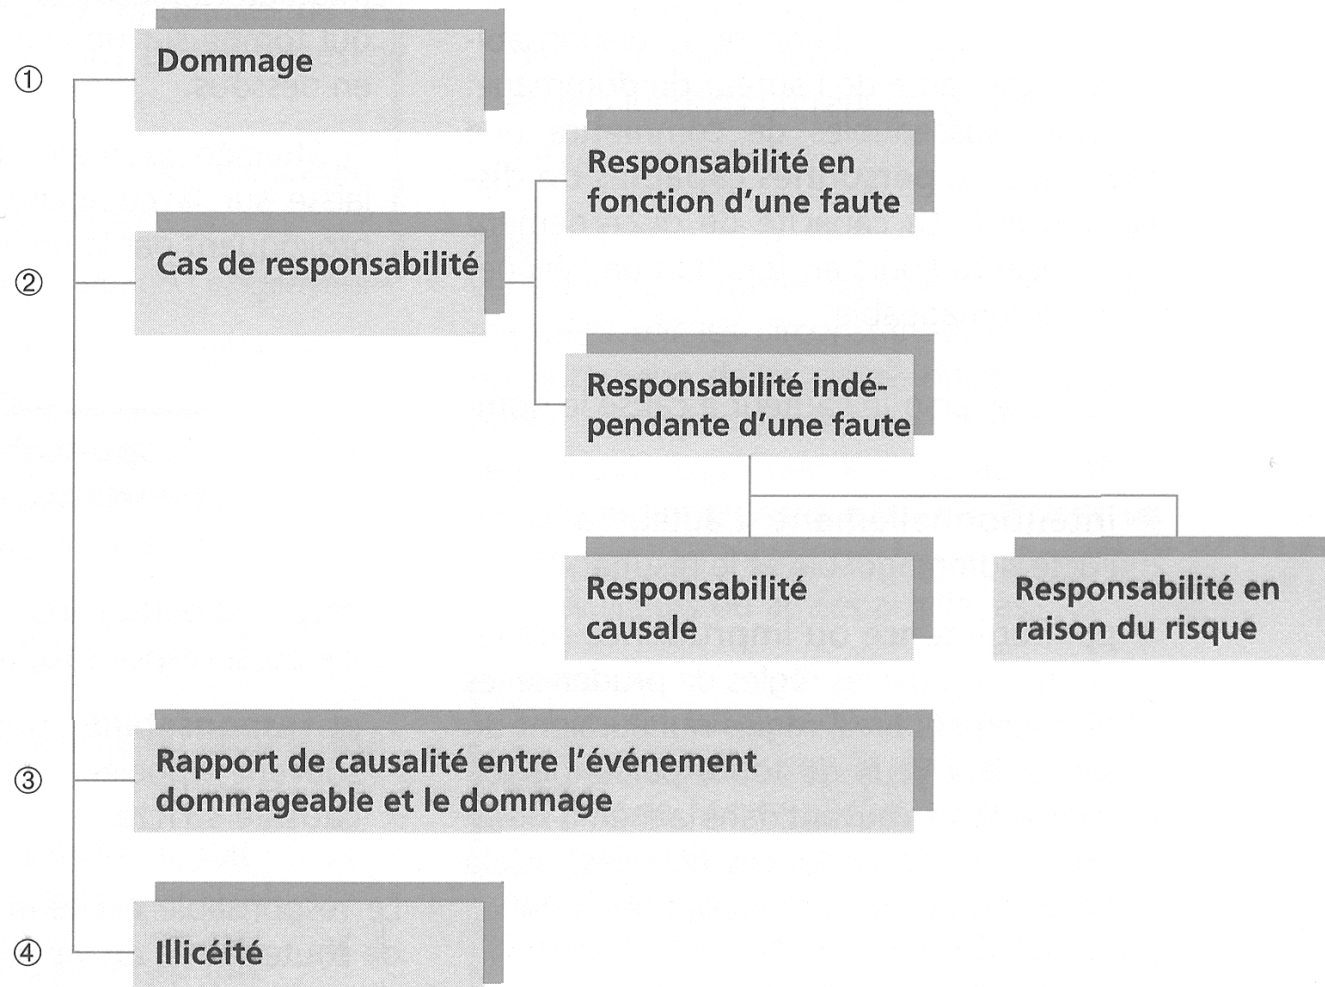 ① Dommage
Responsabilité en
fonction d’une faute
② Cas de responsabilité
Responsabilité indé-
pendante d’une faute
Responsabilité
causale
Responsabilité en
raison du risque
③ Rapport de causalité entre l’événement
dommageable et le dommage
④ Illicéité